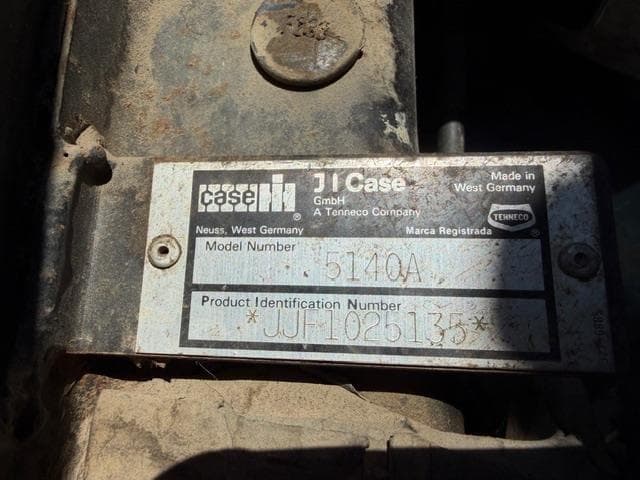 case IH ®
J I Case
GmbH
A Tenneco Company
Made in
West Germany
TENNECO ®
Neuss, West Germany
Marca Registrada
Model Number
5140A
Product Identification Number
*JJF1025135*